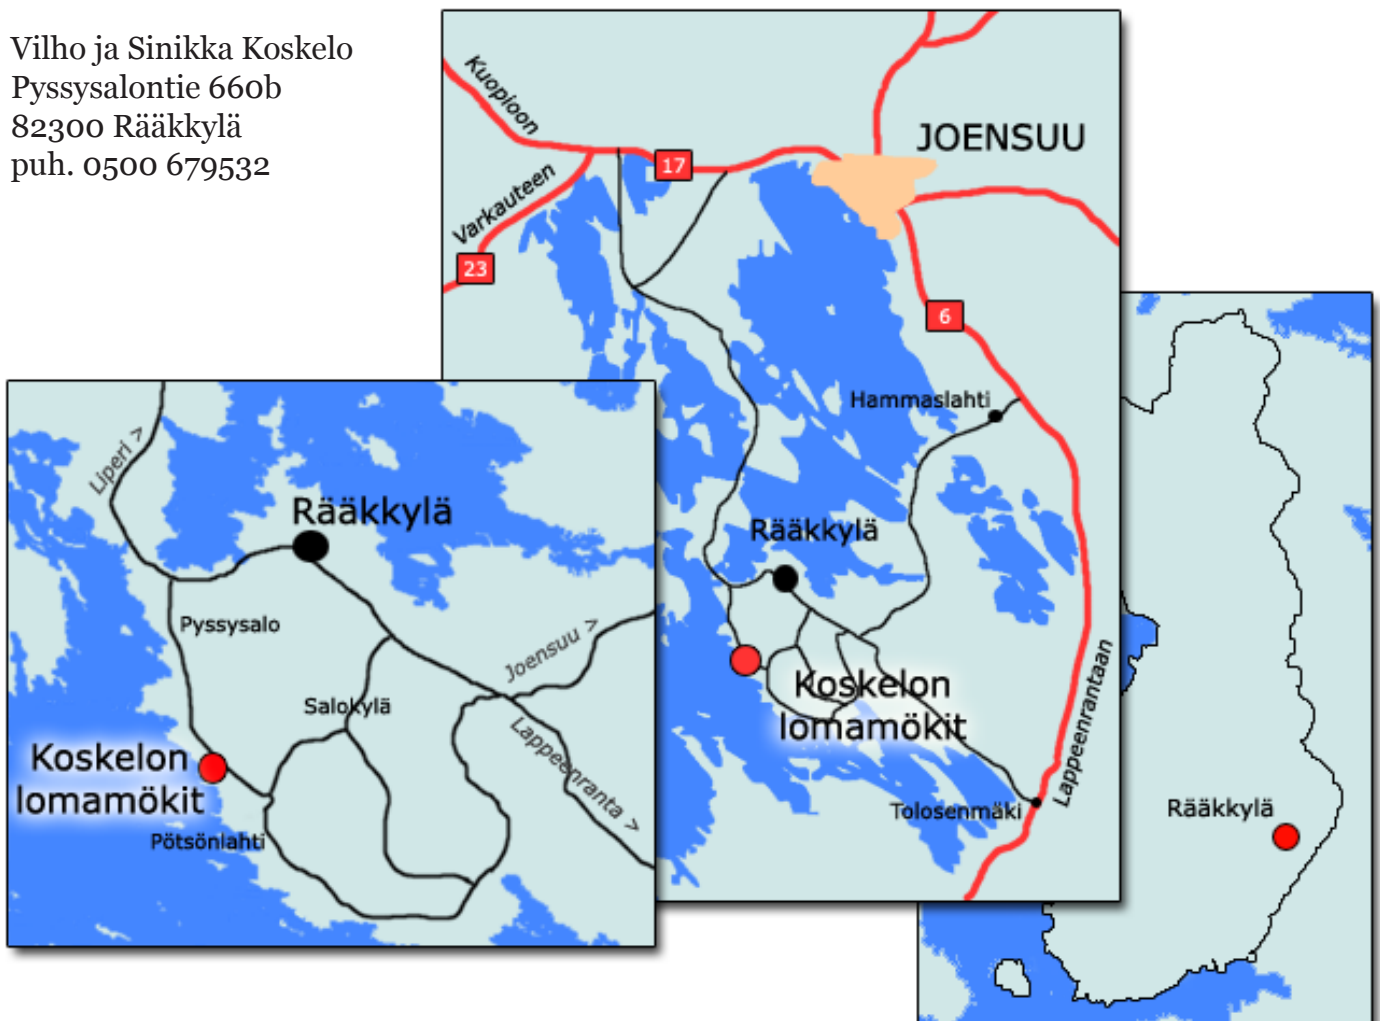 Vilho ja Sinikka Koskelo
Pyssysalontie 660b
82300 Rääkkylä
puh. 0500 679532
Kuopioon
Varkauteen
17
23
JOENSUU
6
Hammaslahti
Rääkkylä
Koskelon
lomamökit
Tolosenmäki
Lappeenrantaan
Liperi >
Rääkkylä
Pyssysalo
Joensuu >
Salokylä
Lappeenranta >
Koskelon
lomamökit
Pötsönlahti
Rääkkylä